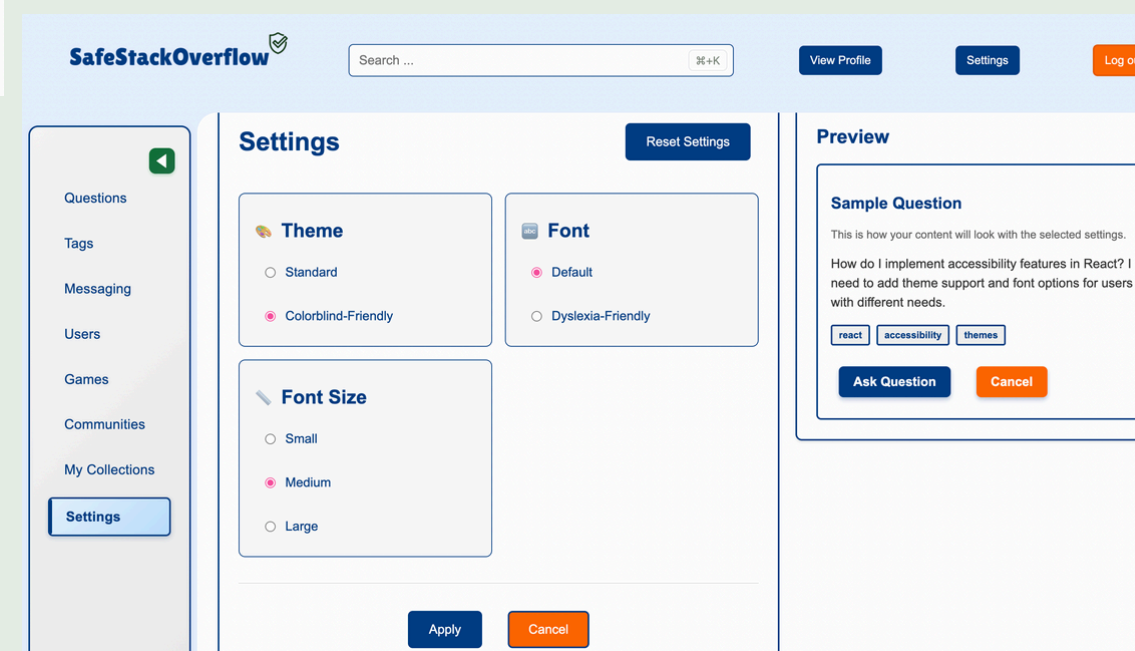 SafeStackOverflow
Search ...
⌘+K
View Profile
Settings
Log ou
Questions
Tags
Messaging
Users
Games
Communities
My Collections
Settings
Settings
Reset Settings
Theme
Standard
Colorblind-Friendly
abc
Font
Default
Dyslexia-Friendly
Font Size
Small
Medium
Large
Apply
Cancel
Preview
Sample Question
This is how your content will look with the selected settings.
How do I implement accessibility features in React? I
need to add theme support and font options for users
with different needs.
react accessibility themes
Ask Question
Cancel